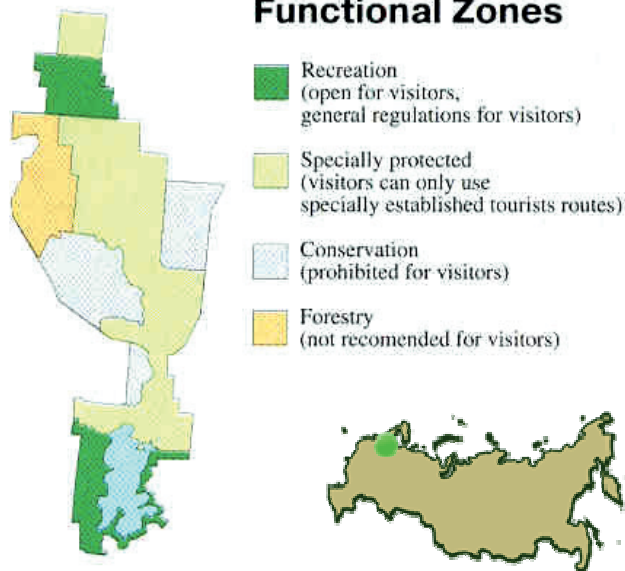 Functional Zones
Recreation
(open for visitors,
general regulations for visitors)
Specially protected
(visitors can only use
specially established tourists routes)
Conservation
(prohibited for visitors)
Forestry
(not recomended for visitors)